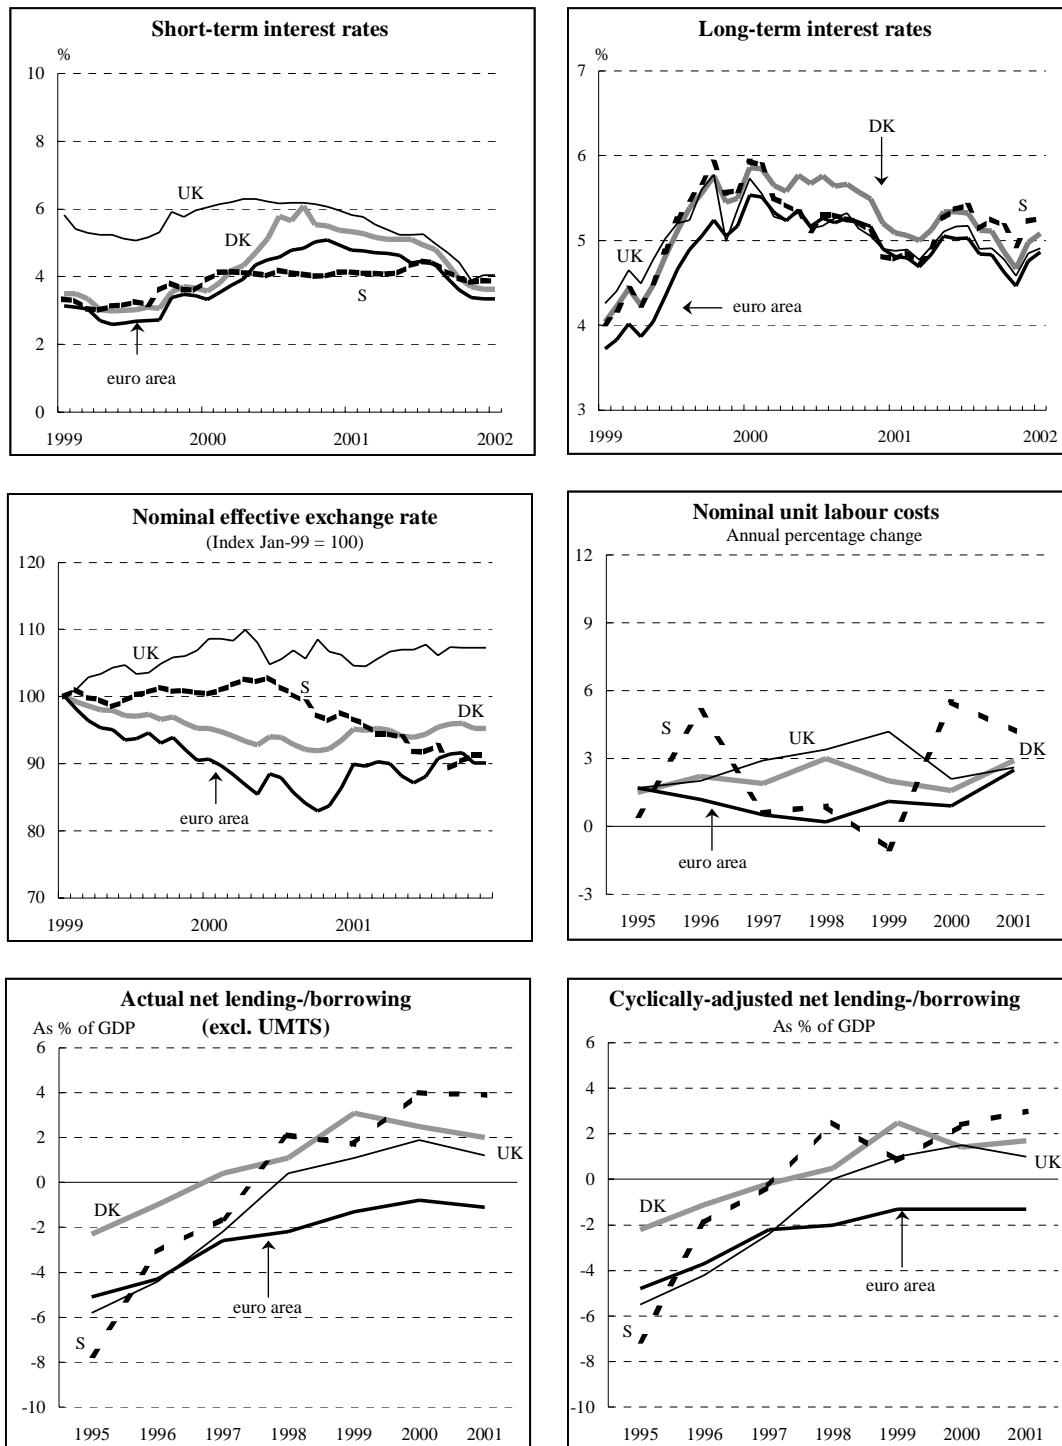 Short-term interest rates
%
10
8
UK
6
DK
4
S
2
euro area
0
1999 2000 2001 2002
Long-term interest rates
%
7
DK
6
S
5
UK
euro area
4
3
1999 2000 2001 2002
Nominal effective exchange rate
(Index Jan-99 = 100)
120
110
UK
S
100
DK
90
euro area
80
70
1999 2000 2001
Nominal unit labour costs
Annual percentage change
12
9
6
S
UK
DK
3
0
euro area
-3
1995 1996 1997 1998 1999 2000 2001
Actual net lending-/borrowing
As % of GDP (excl. UMTS)
6
4
2
UK
0
DK
-2
-4
euro area
-6
S
-8
-10
1995 1996 1997 1998 1999 2000 2001
Cyclically-adjusted net lending-/borrowing
As % of GDP
6
4
2
UK
0
DK
-2
-4
euro area
-6
S
-8
-10
1995 1996 1997 1998 1999 2000 2001